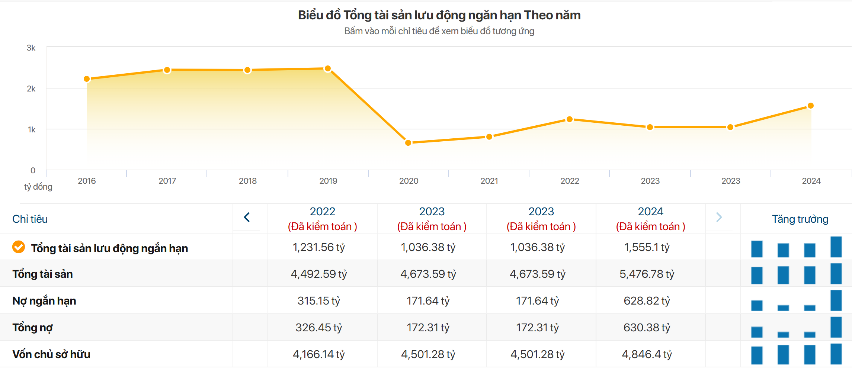 Biểu đồ Tổng tài sản lưu động ngắn hạn Theo năm
Bấm vào mỗi chỉ tiêu để xem biểu đồ tương ứng
3k
2k
1k
0
tỷ đồng
2016 2017 2018 2019 2020 2021 2022 2023 2023 2024
Chỉ tiêu 2022 (Đã kiểm toán ) 2023 (Đã kiểm toán ) 2023 (Đã kiểm toán ) 2024 (Đã kiểm toán ) Tăng trưởng
Tổng tài sản lưu động ngắn hạn 1,231.56 tỷ 1,036.38 tỷ 1,036.38 tỷ 1,555.1 tỷ
Tổng tài sản 4,492.59 tỷ 4,673.59 tỷ 4,673.59 tỷ 5,476.78 tỷ
Nợ ngắn hạn 315.15 tỷ 171.64 tỷ 171.64 tỷ 628.82 tỷ
Tổng nợ 326.45 tỷ 172.31 tỷ 172.31 tỷ 630.38 tỷ
Vốn chủ sở hữu 4,166.14 tỷ 4,501.28 tỷ 4,501.28 tỷ 4,846.4 tỷ